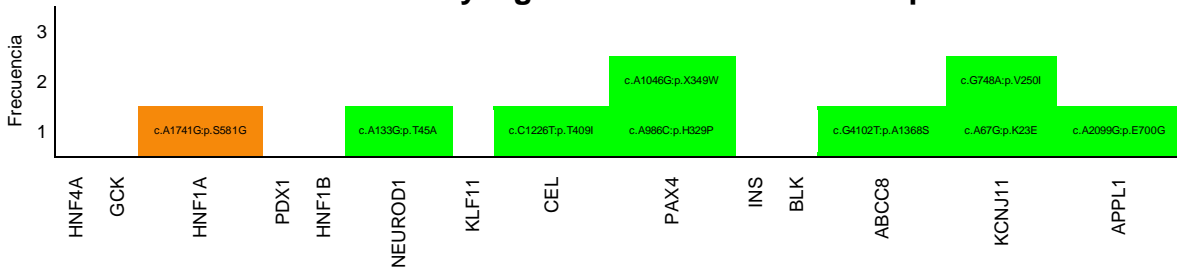 Frecuencia
3
2
1
c.A1046G:p.X349W
c.G748A:p.V250I
c.A1741G:p.S581G
c.A133G:p.T45A
c.C1226T:p.T409I
c.A986C:p.H329P
c.G4102T:p.A1368S
c.A67G:p.K23E
c.A2099G:p.E700G
HNF4A
GCK
HNF1A
PDX1
HNF1B
NEUROD1
KLF11
CEL
PAX4
INS
BLK
ABCC8
KCNJ11
APPL1